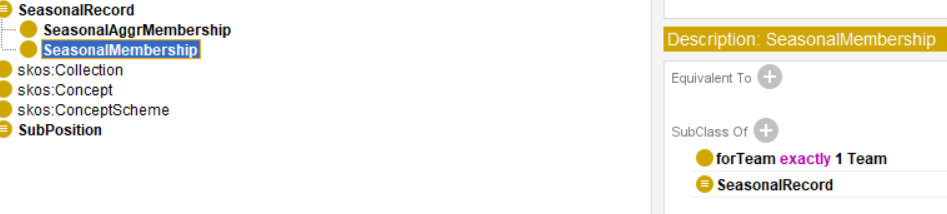 SeasonalRecord
SeasonalAggrMembership
SeasonalMembership
skos:Collection
skos:Concept
skos:ConceptScheme
SubPosition
Description: SeasonalMembership
Equivalent To
SubClass Of
forTeam exactly 1 Team
SeasonalRecord